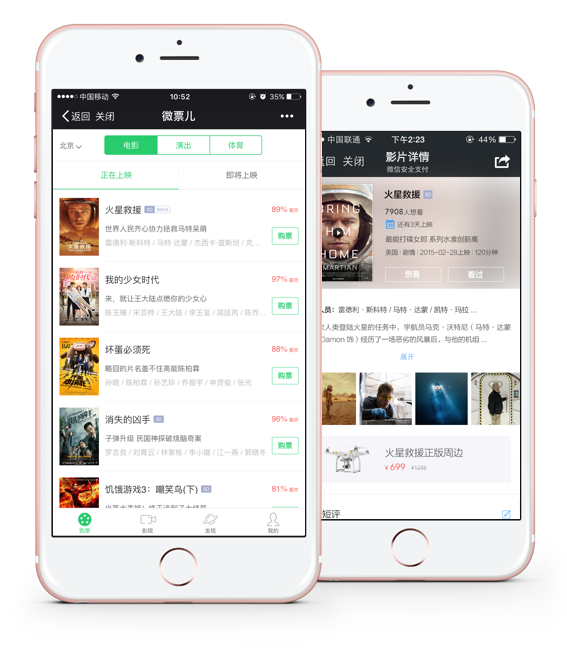 中国移动
10:52
35%
返回 关闭
微票儿
北京
电影
演出
体育
正在上映
即将上映
火星救援
3D
IMAX
89%
喜欢
世界人民齐心协力拯救马特呆萌
雷德利·斯科特 / 马特·达蒙 / 杰西卡·查斯坦 / 克...
购票
我的少女时代
97%
喜欢
来，就让王大陆点燃你的少女心
陈玉珊 / 宋芸桦 / 王大陆 / 李玉玺 / 简廷芮 / 陈乔...
购票
坏蛋必须死
88%
喜欢
略囧的片名盖不住高能陈柏霖
孙皓 / 陈柏霖 / 孙艺珍 / 乔振宇 / 申贤俊 / 张光
购票
消失的凶手
3D
96%
喜欢
子弹升级 民国神探破烧脑奇案
罗志良 / 刘青云 / 林家栋 / 李小璐 / 江一燕 / 郭晓冬
购票
饥饿游戏3：嘲笑鸟(下)
3D
81%
喜欢
购票
影院
发现
我的
中国联通
下午2:23
44%
返回 关闭
影片详情
微信安全支付
BRING
HIM
HOME
MARTIAN
火星救援
3D
7908人想看
还有3天上映
最能打碟女郎 系列水准创新高
美国 | 剧情 | 2015-02-28上映 | 120分钟
想看
看过
人员：雷德利·斯科特 / 马特·达蒙 / 凯特·玛拉 ...
次人类登陆火星的任务中，宇航员马克·沃特尼（马特·达蒙
Damon 饰）经历了一场恶劣的风暴后，与他的机组 ...
展开
火星救援正版周边
¥ 699
¥1299
短评